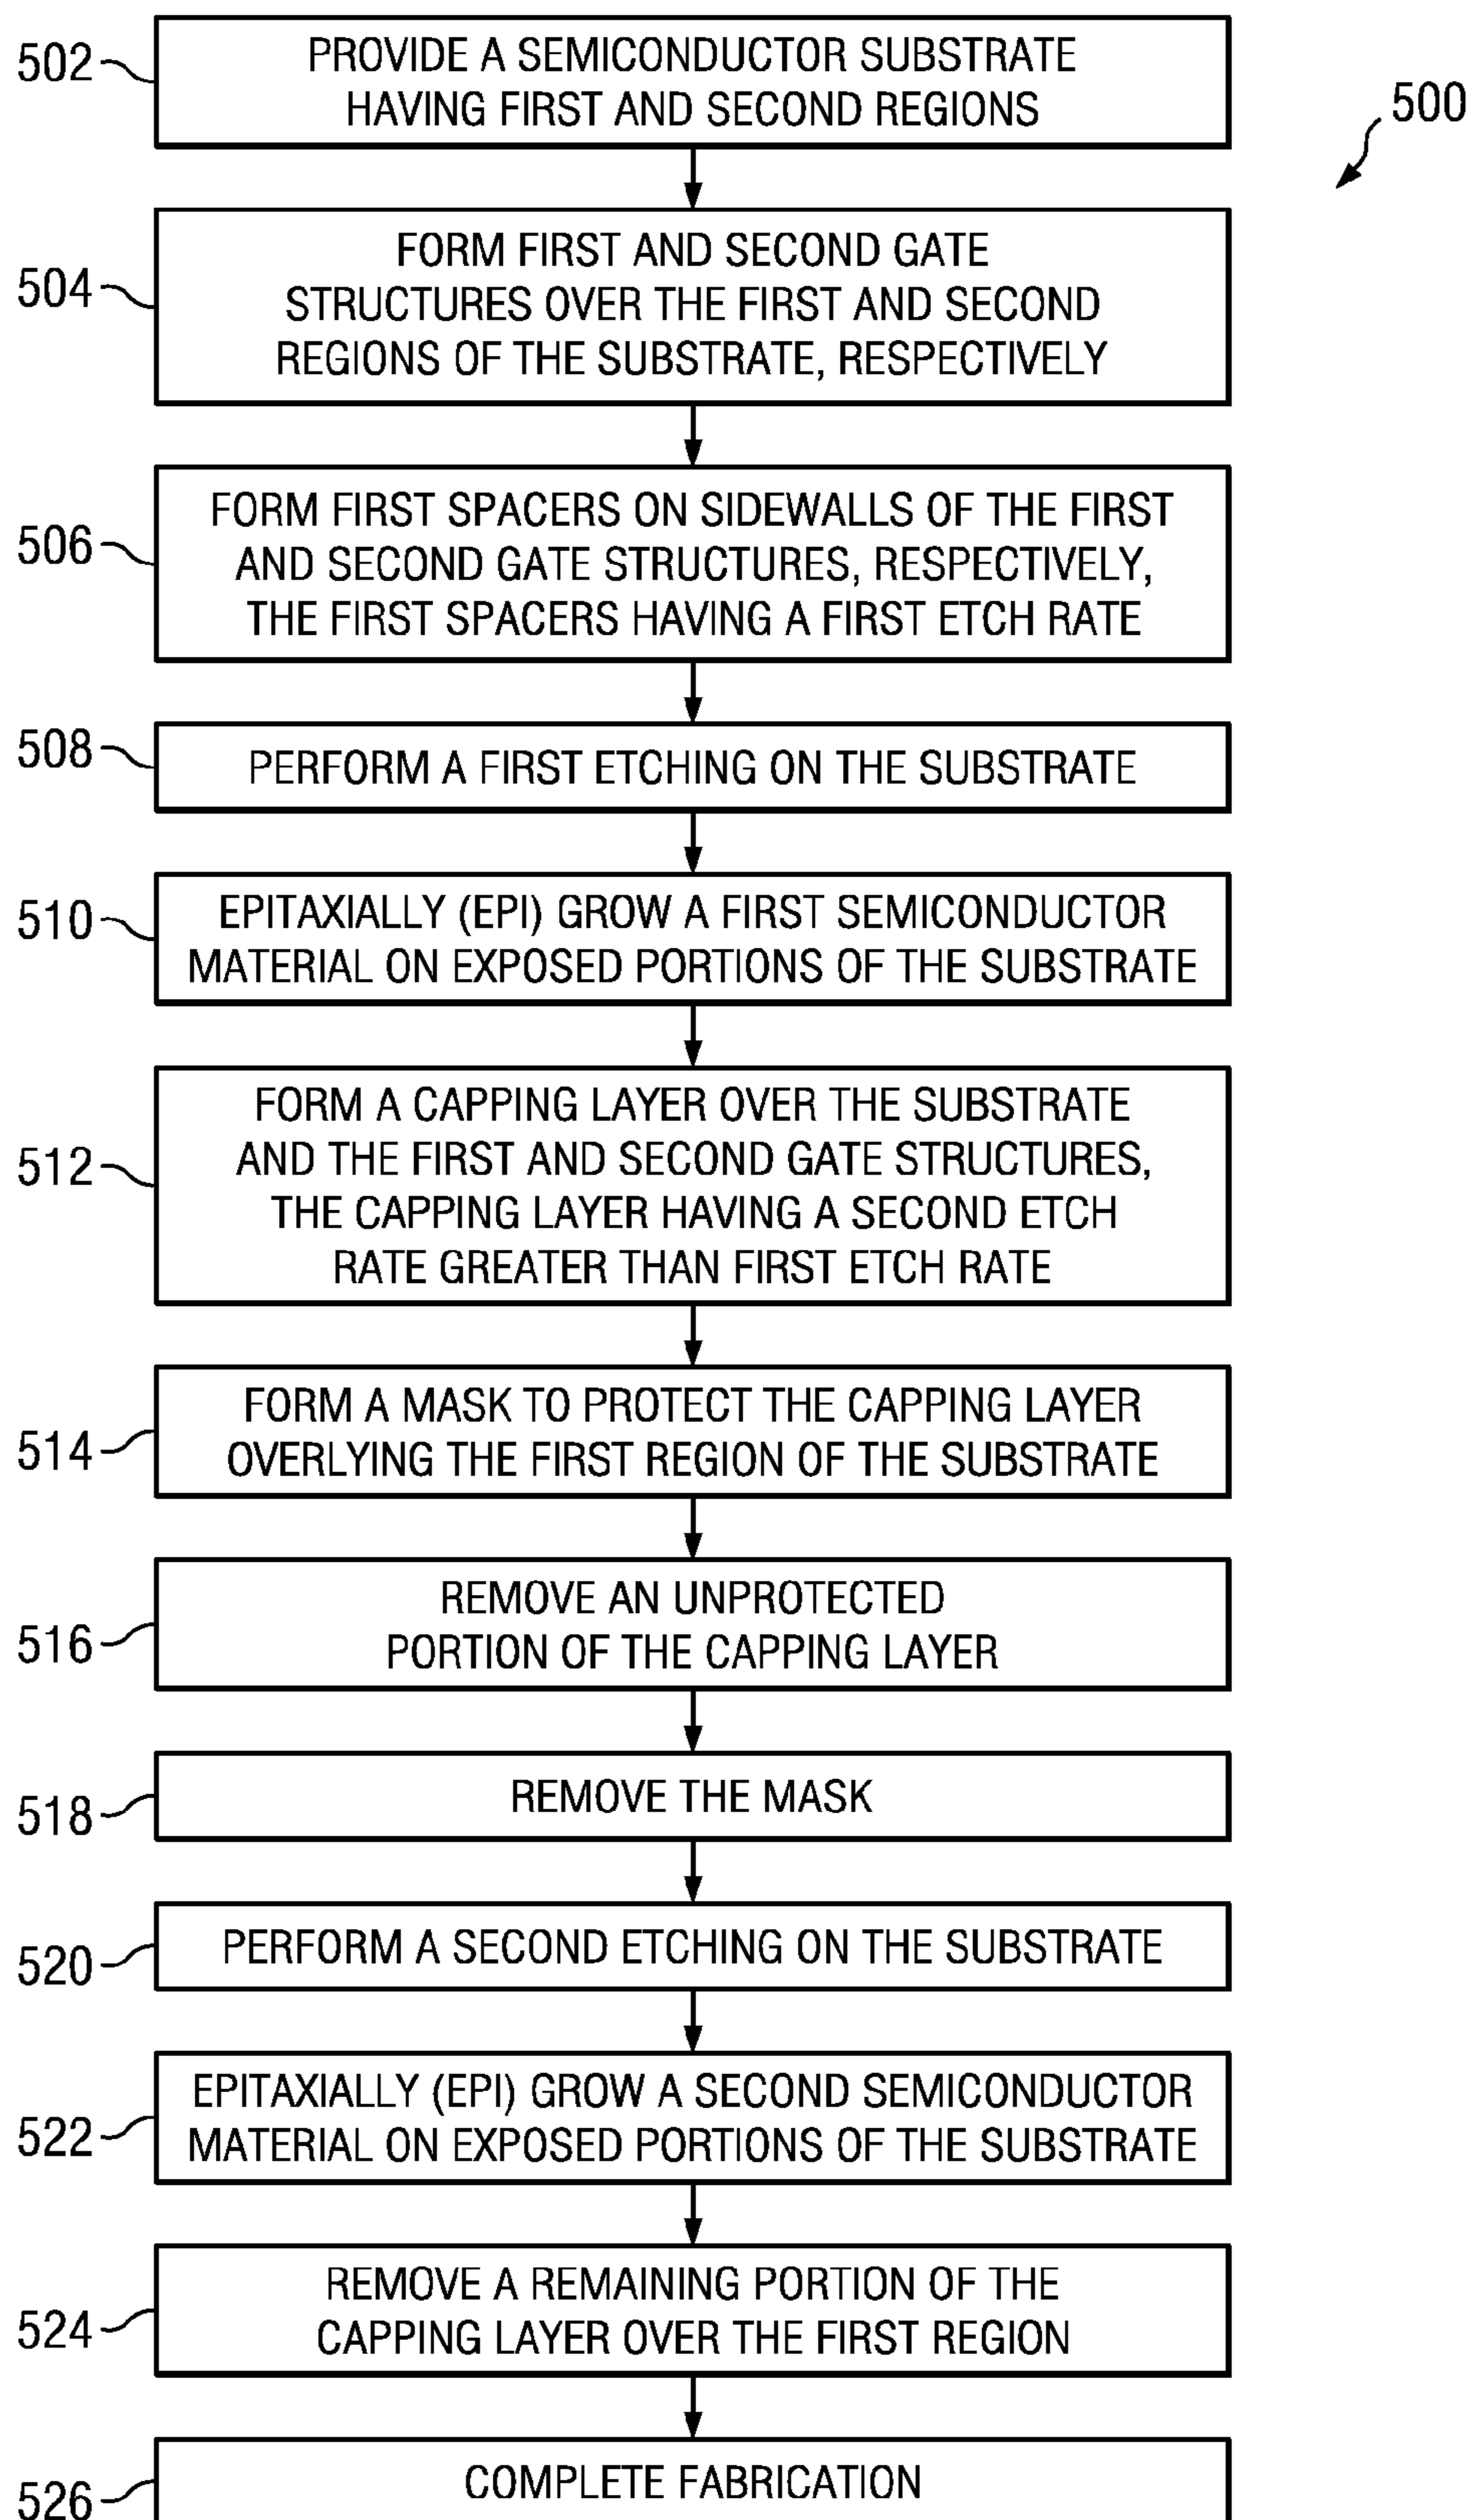 502
PROVIDE A SEMICONDUCTOR SUBSTRATE
HAVING FIRST AND SECOND REGIONS
500
504
FORM FIRST AND SECOND GATE
STRUCTURES OVER THE FIRST AND SECOND
REGIONS OF THE SUBSTRATE, RESPECTIVELY
506
FORM FIRST SPACERS ON SIDEWALLS OF THE FIRST
AND SECOND GATE STRUCTURES, RESPECTIVELY,
THE FIRST SPACERS HAVING A FIRST ETCH RATE
508
PERFORM A FIRST ETCHING ON THE SUBSTRATE
510
EPITAXIALLY (EPI) GROW A FIRST SEMICONDUCTOR
MATERIAL ON EXPOSED PORTIONS OF THE SUBSTRATE
512
FORM A CAPPING LAYER OVER THE SUBSTRATE
AND THE FIRST AND SECOND GATE STRUCTURES,
THE CAPPING LAYER HAVING A SECOND ETCH
RATE GREATER THAN FIRST ETCH RATE
514
FORM A MASK TO PROTECT THE CAPPING LAYER
OVERLYING THE FIRST REGION OF THE SUBSTRATE
516
REMOVE AN UNPROTECTED
PORTION OF THE CAPPING LAYER
518
REMOVE THE MASK
520
PERFORM A SECOND ETCHING ON THE SUBSTRATE
522
EPITAXIALLY (EPI) GROW A SECOND SEMICONDUCTOR
MATERIAL ON EXPOSED PORTIONS OF THE SUBSTRATE
524
REMOVE A REMAINING PORTION OF THE
CAPPING LAYER OVER THE FIRST REGION
526
COMPLETE FABRICATION